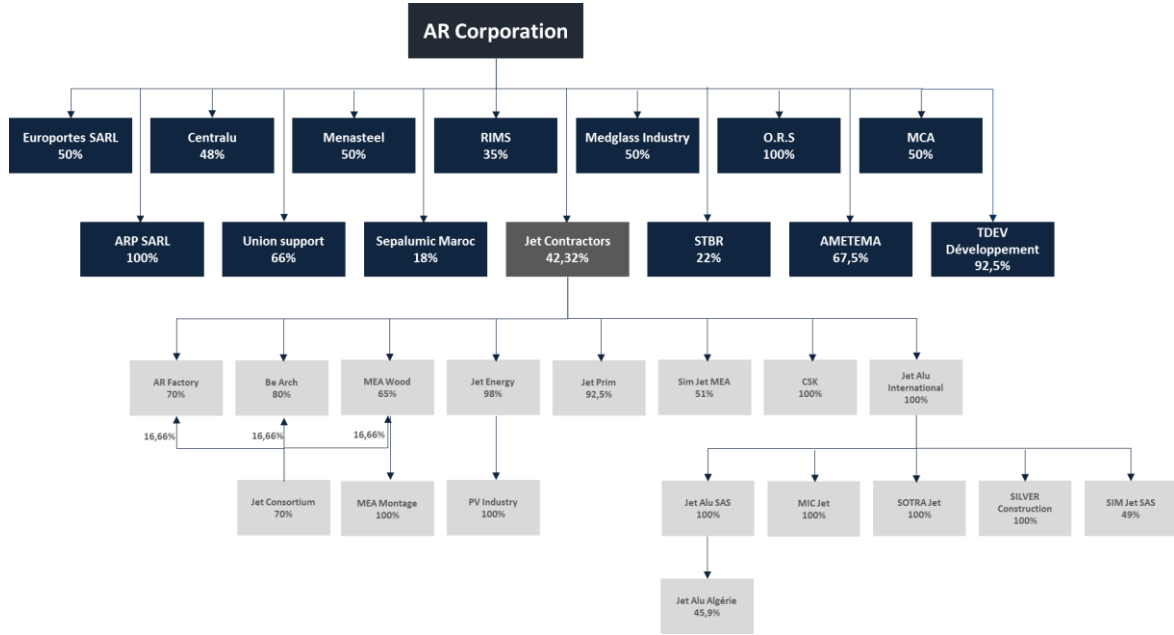 AR Corporation
Europortes SARL
50%
Centralu
48%
Menasteel
50%
RIMS
35%
Medglass Industry
50%
O.R.S
100%
MCA
50%
ARP SARL
100%
Union support
66%
Sepalumic Maroc
18%
Jet Contractors
42,32%
STBR
22%
AMETEMA
67,5%
TDEV
Développement
92,5%
AR Factory
70%
Be Arch
80%
MEA Wood
65%
Jet Energy
98%
Jet Prim
92,5%
Sim Jet MEA
51%
CSK
100%
Jet Alu
International
100%
16,66%
16,66%
16,66%
Jet Consortium
70%
MEA Montage
100%
PV Industry
100%
Jet Alu SAS
100%
MIC Jet
100%
SOTRA Jet
100%
SILVER
Construction
100%
SIM Jet SAS
49%
Jet Alu Algérie
45,9%